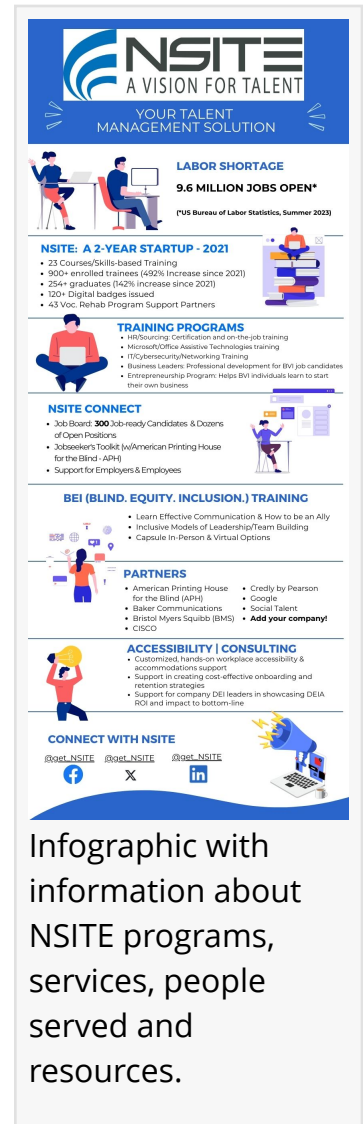 NSITE
A VISION FOR TALENT
YOUR TALENT
MANAGEMENT SOLUTION
LABOR SHORTAGE
9.6 MILLION JOBS OPEN*
(*US Bureau of Labor Statistics, Summer 2023)
NSITE: A 2-YEAR STARTUP - 2021
• 23 Courses/Skills-based Training
• 900+ enrolled trainees (492% Increase since 2021)
• 254+ graduates (142% increase since 2021)
• 120+ Digital badges issued
• 43 Voc. Rehab Program Support Partners
TRAINING PROGRAMS
• HR/Sourcing: Certification and on-the-job training
• Microsoft/Office Assistive Technologies training
• IT/Cybersecurity/Networking Training
• Business Leaders: Professional development for BVI job candidates
• Entrepreneurship Program: Helps BVI individuals learn to start
their own business
NSITE CONNECT
• Job Board: 300 Job-ready Candidates & Dozens
of Open Positions
• Jobseeker's Toolkit (w/American Printing House
for the Blind - APH)
• Support for Employers & Employees
BEI (BLIND. EQUITY. INCLUSION.) TRAINING
• Learn Effective Communication & How to be an Ally
• Inclusive Models of Leadership/Team Building
• Capsule In-Person & Virtual Options
PARTNERS
• American Printing House
for the Blind (APH)
• Baker Communications
• Bristol Myers Squibb (BMS)
• CISCO
• Credly by Pearson
• Google
• Social Talent
• Add your company!
ACCESSIBILITY | CONSULTING
• Customized, hands-on workplace accessibility &
accommodations support
• Support in creating cost-effective onboarding and
retention strategies
• Support for company DEI leaders in showcasing DEIA
ROI and impact to bottom-line
CONNECT WITH NSITE
@get_NSITE @get_NSITE @get_NSITE
Infographic with
information about
NSITE programs,
services, people
served and
resources.